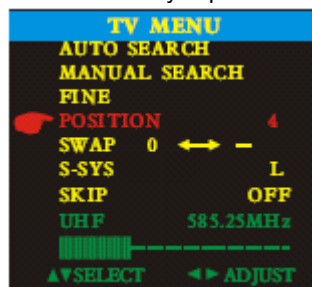 TV MENU
AUTO SEARCH
MANUAL SEARCH
FINE
POSITION 4
SWAP 0 ↔ –
S-SYS L
SKIP OFF
UHF 585.25MHz
▲▼SELECT ◄► ADJUST